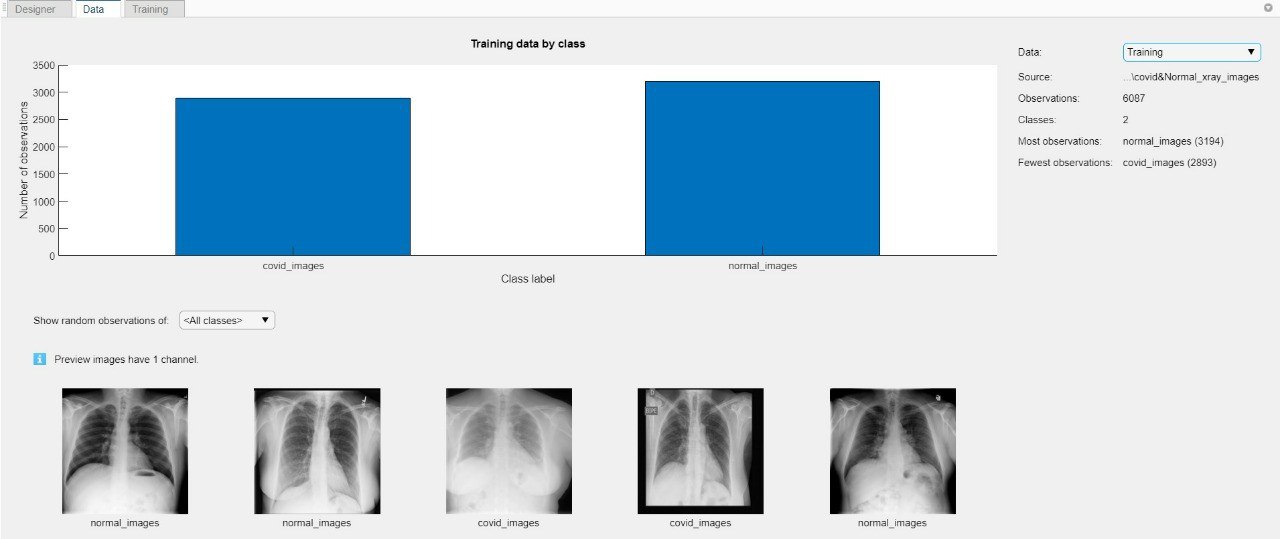 Designer
Data
Training
Training data by class
3500
3000
2500
2000
1500
1000
500
0
Number of observations
covid_images
normal_images
Class label
Data: Training
Source: ...\covid&Normal_xray_images
Observations: 6087
Classes: 2
Most observations: normal_images (3194)
Fewest observations: covid_images (2893)
Show random observations of: <All classes>
Preview images have 1 channel.
normal_images
normal_images
covid_images
covid_images
normal_images